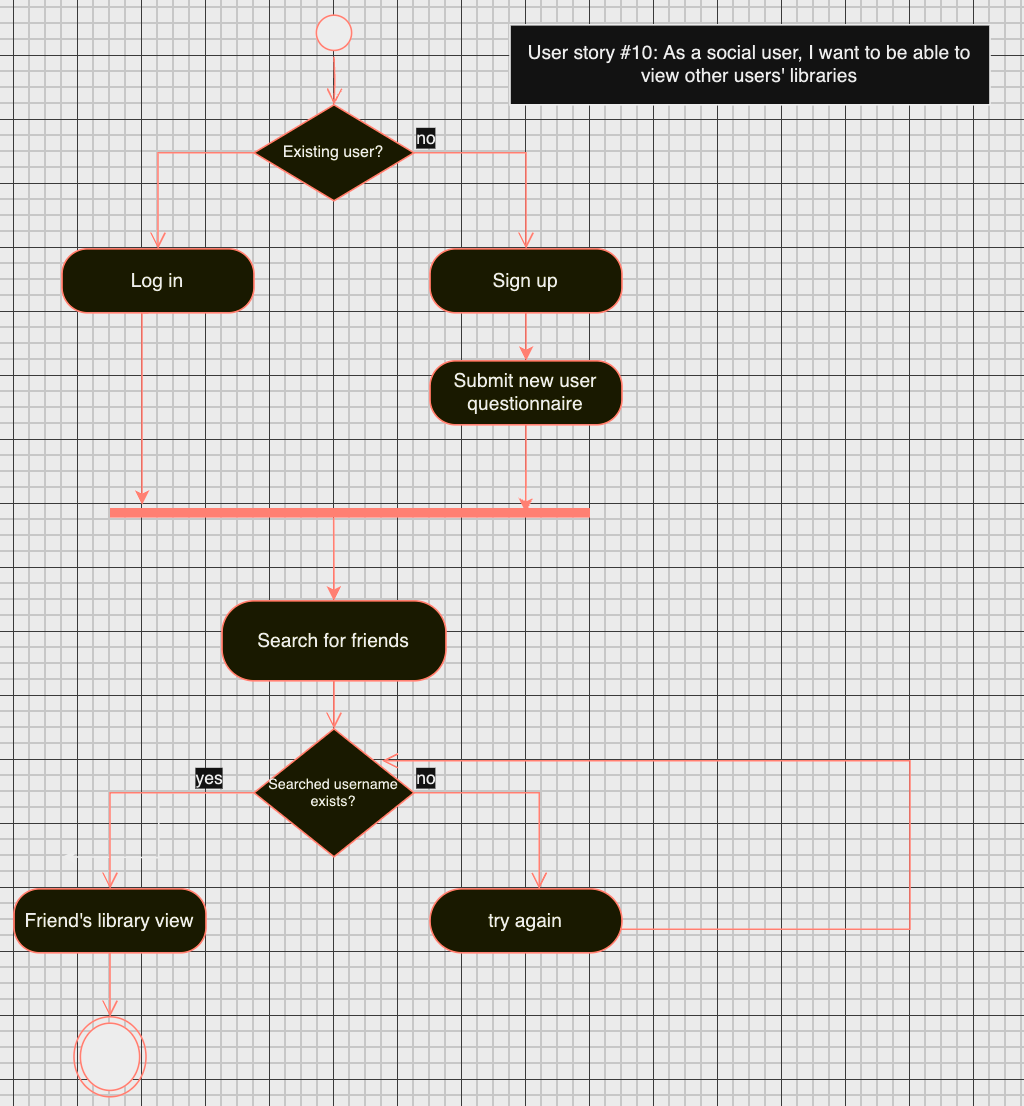 User story #10: As a social user, I want to be able to
view other users' libraries
Existing user?
no
Log in
Sign up
Submit new user
questionnaire
Search for friends
yes
Searched username
exists?
no
Friend's library view
try again